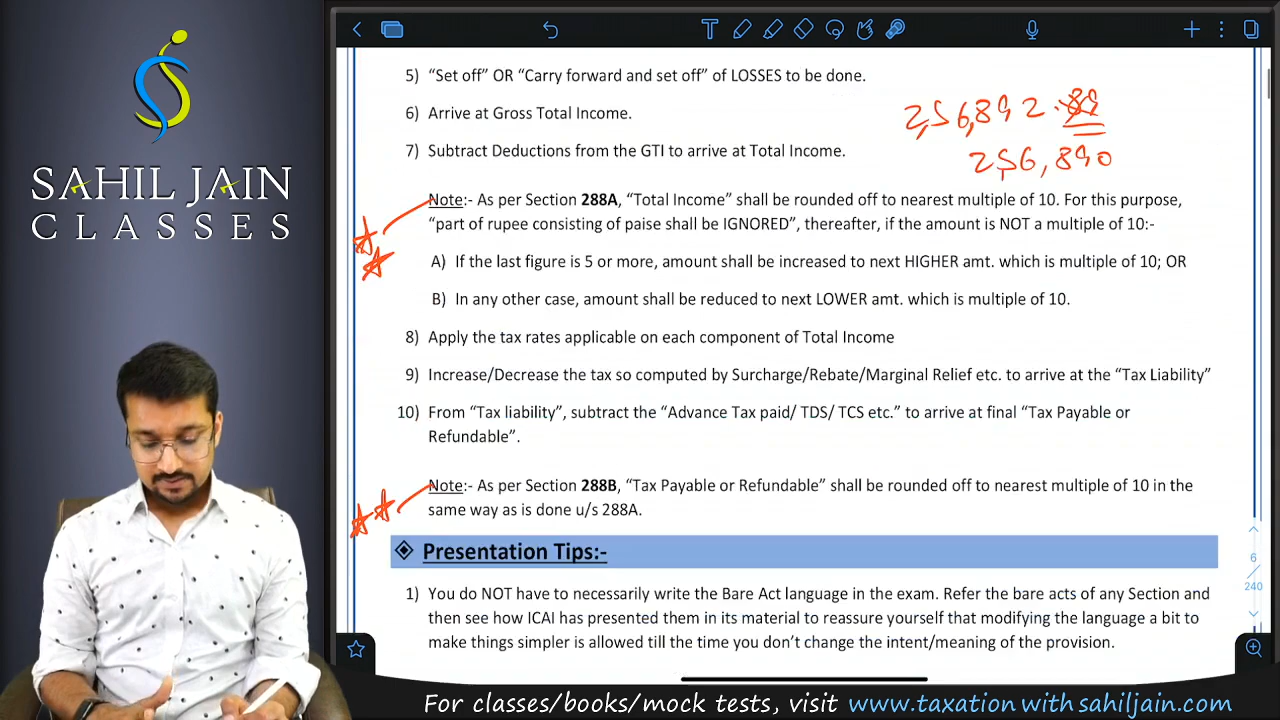 5) “Set off” OR “Carry forward and set off” of LOSSES to be done.
2,56,892.89
6) Arrive at Gross Total Income.
7) Subtract Deductions from the GTI to arrive at Total Income.
2,56,890
SAHIL JAIN
CLASSES
Note:- As per Section 288A, “Total Income” shall be rounded off to nearest multiple of 10. For this purpose,
“part of rupee consisting of paise shall be IGNORED”, thereafter, if the amount is NOT a multiple of 10:-
A) If the last figure is 5 or more, amount shall be increased to next HIGHER amt. which is multiple of 10; OR
B) In any other case, amount shall be reduced to next LOWER amt. which is multiple of 10.
8) Apply the tax rates applicable on each component of Total Income
9) Increase/Decrease the tax so computed by Surcharge/Rebate/Marginal Relief etc. to arrive at the “Tax Liability”
10) From “Tax liability”, subtract the “Advance Tax paid/ TDS/ TCS etc.” to arrive at final “Tax Payable or
Refundable”.
Note:- As per Section 288B, “Tax Payable or Refundable” shall be rounded off to nearest multiple of 10 in the
same way as is done u/s 288A.
Presentation Tips:-
6
240
1) You do NOT have to necessarily write the Bare Act language in the exam. Refer the bare acts of any Section and
then see how ICAI has presented them in its material to reassure yourself that modifying the language a bit to
make things simpler is allowed till the time you don’t change the intent/meaning of the provision.
For classes/books/mock tests, visit www.taxationwithsahiljain.com